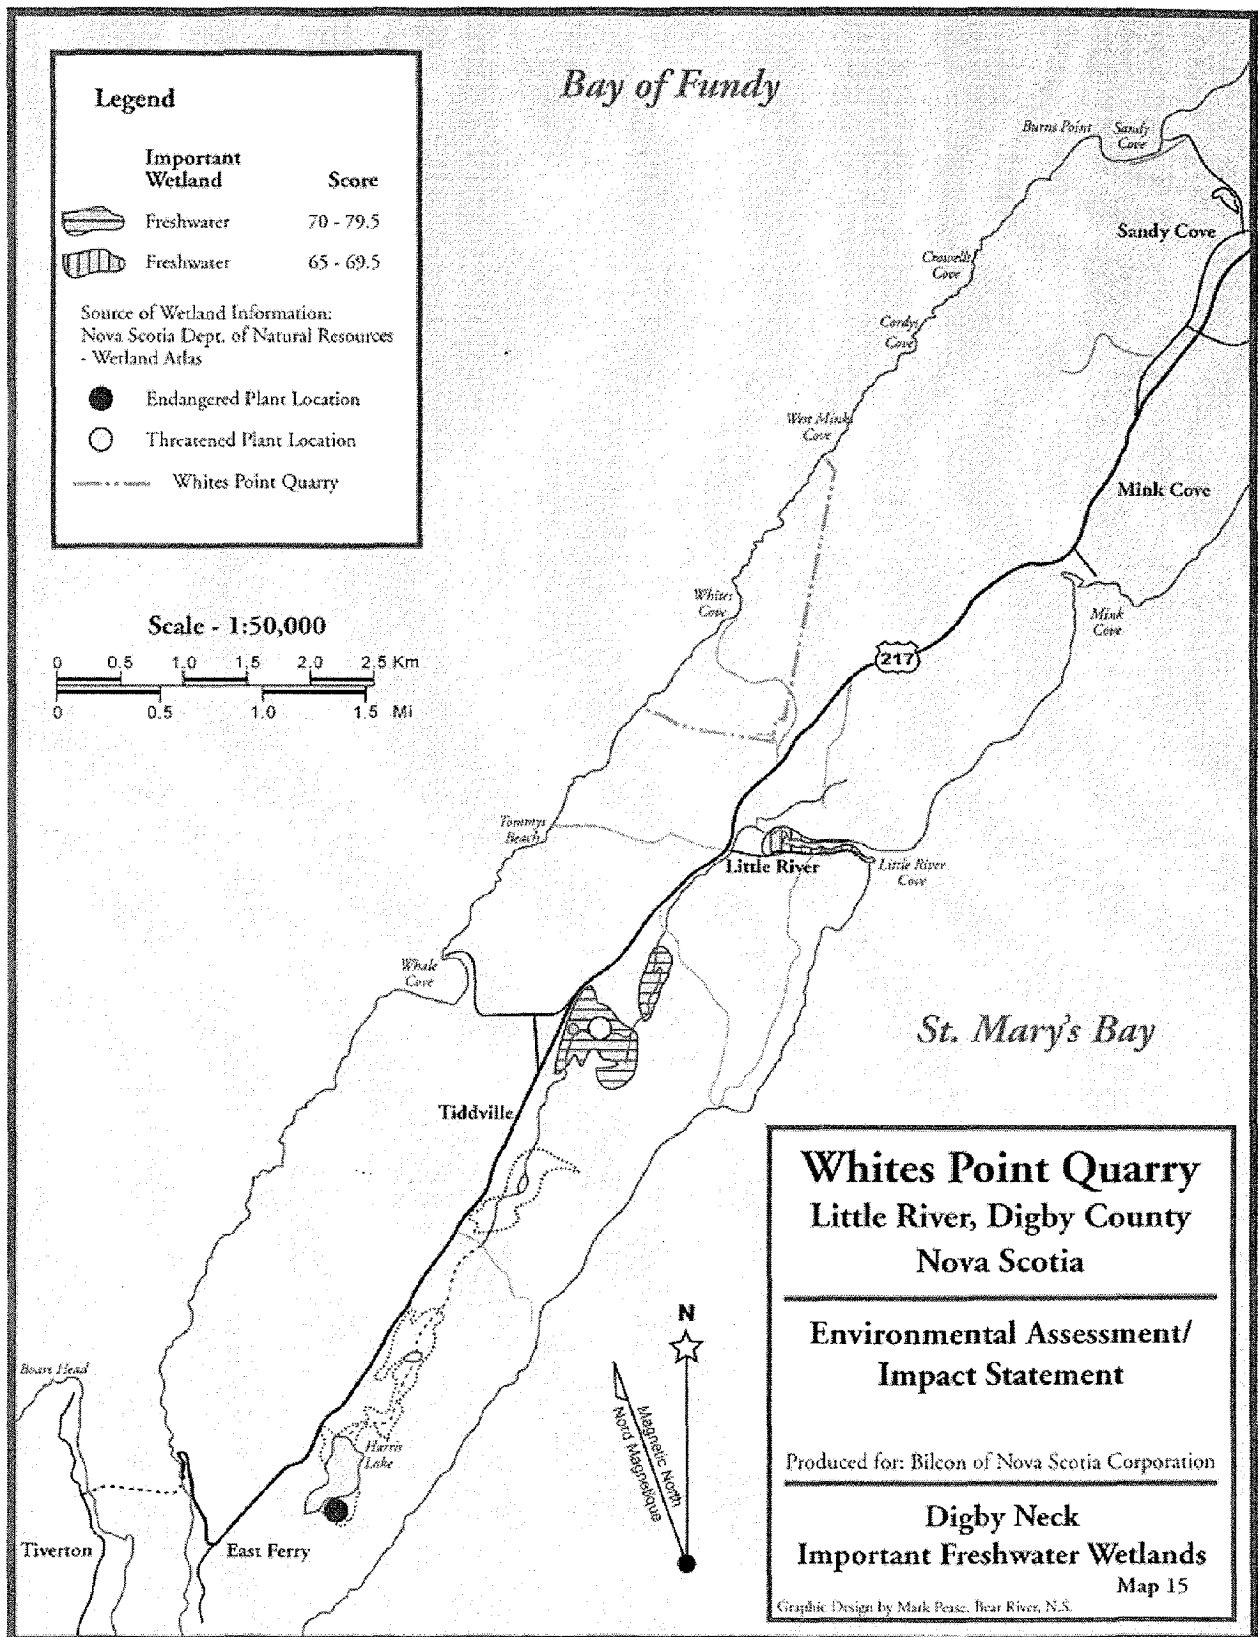 Bay of Fundy
Legend
Important
Wetland Score
Freshwater 70 - 79.5
Freshwater 65 - 69.5
Source of Wetland Information:
Nova Scotia Dept. of Natural Resources
- Wetland Atlas
Endangered Plant Location
Threatened Plant Location
Whites Point Quarry
Scale - 1:50,000
0 0.5 1.0 1.5 2.0 2.5 Km
0 0.5 1.0 1.5 Mi
Burns Point
Sandy
Cove
Sandy Cove
Crowells
Cove
Cordys
Cove
West Mink
Cove
Mink Cove
Whites
Cove
Mink
Cove
217
Tommys
Beach
Little River
Little River
Cove
Whale
Cove
St. Mary's Bay
Tiddville
Boars Head
Harris
Lake
Tiverton
East Ferry
N
Magnetic North
Nord Magnetique
Whites Point Quarry
Little River, Digby County
Nova Scotia
Environmental Assessment/
Impact Statement
Produced for: Bilcon of Nova Scotia Corporation
Digby Neck
Important Freshwater Wetlands
Map 15
Graphic Design by Mark Pease, Bear River, N.S.